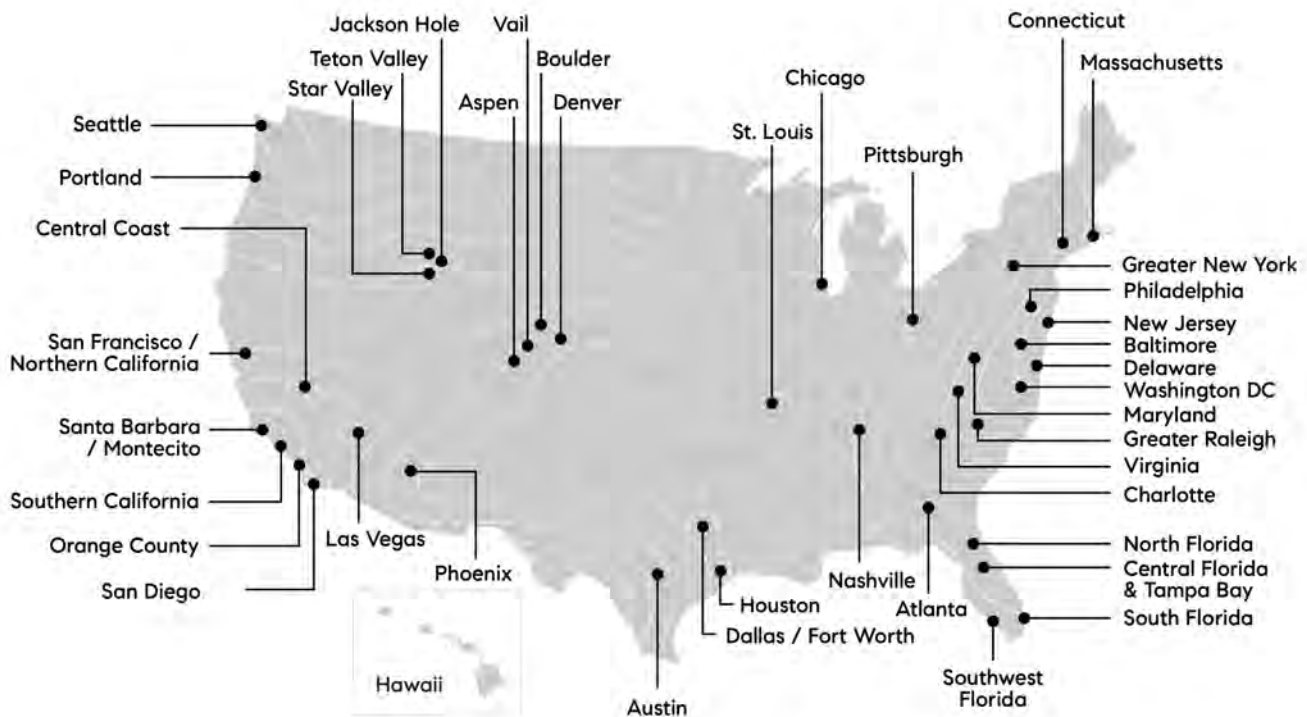 Jackson Hole
Vail
Connecticut
Teton Valley
Boulder
Massachusetts
Star Valley
Aspen
Denver
Chicago
St. Louis
Pittsburgh
Seattle
Portland
Central Coast
San Francisco /
Northern California
Santa Barbara
/ Montecito
Southern California
Orange County
San Diego
Las Vegas
Phoenix
Hawaii
Austin
Dallas / Fort Worth
Houston
Nashville
Atlanta
Greater New York
Philadelphia
New Jersey
Baltimore
Delaware
Washington DC
Maryland
Greater Raleigh
Virginia
Charlotte
North Florida
Central Florida
& Tampa Bay
South Florida
Southwest
Florida